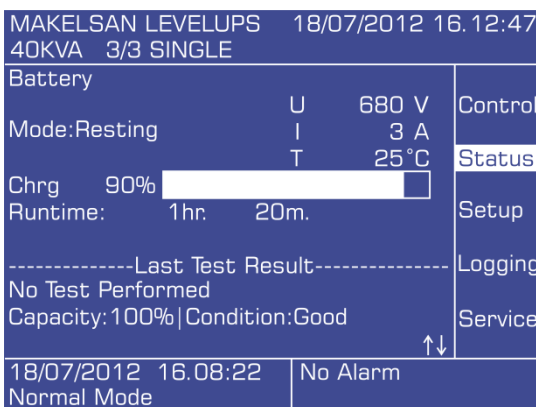 MAKELSAN LEVELUPS 18/07/2012 16.12:47
40KVA 3/3 SINGLE
Battery
U 680 V
Mode:Resting I 3 A
T 25°C
Chrg 90%
Runtime: 1hr. 20m.
-------------Last Test Result--------------
No Test Performed
Capacity:100%|Condition:Good
↑↓
Control
Status
Setup
Logging
Service
18/07/2012 16.08:22 No Alarm
Normal Mode